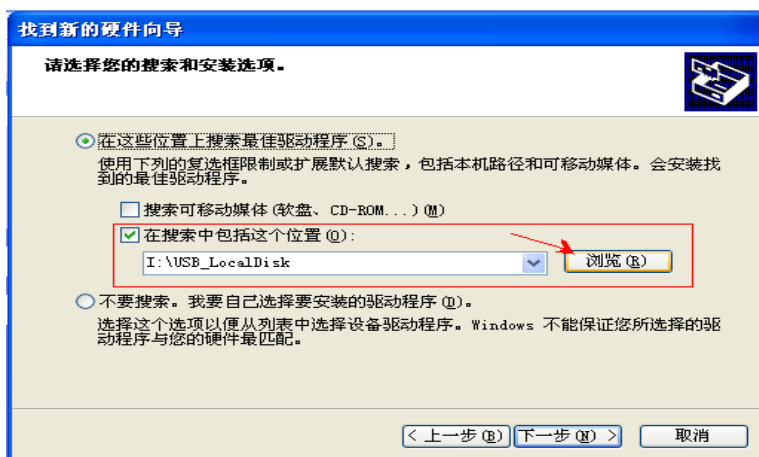 找到新的硬件向导
请选择您的搜索和安装选项。
在这些位置上搜索最佳驱动程序(S)。
使用下列的复选框限制或扩展默认搜索，包括本机路径和可移动媒体。会安装找
到的最佳驱动程序。
搜索可移动媒体(软盘、CD-ROM...)(M)
在搜索中包括这个位置(O):
I:\USB_LocalDisk
浏览(R)
不要搜索。我要自己选择要安装的驱动程序(D)。
选择这个选项以便从列表中选择设备驱动程序。Windows 不能保证您所选择的驱
动程序与您的硬件最匹配。
< 上一步(B) 下一步(N) > 取消